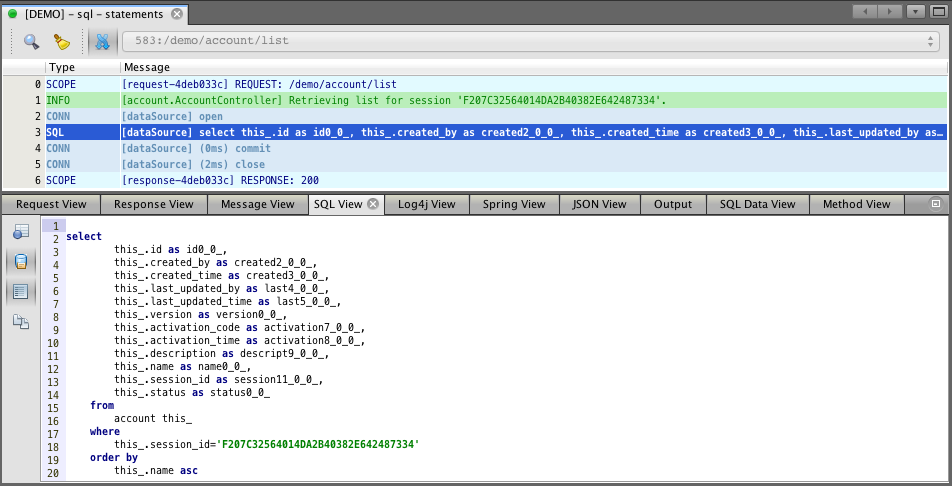 [DEMO] – sql – statements
583:/demo/account/list
Type Message
0 SCOPE [request-4deb033c] REQUEST: /demo/account/list
1 INFO [account.AccountController] Retrieving list for session 'F207C32564014DA2B40382E642487334'.
2 CONN [dataSource] open
3 SQL [dataSource] select this_.id as id0_0_, this_.created_by as created2_0_0_, this_.created_time as created3_0_0_, this_.last_updated_by as...
4 CONN [dataSource] (0ms) commit
5 CONN [dataSource] (2ms) close
6 SCOPE [response-4deb033c] RESPONSE: 200
Request View Response View Message View SQL View Log4j View Spring View JSON View Output SQL Data View Method View
1
2 select
3 this_.id as id0_0_,
4 this_.created_by as created2_0_0_,
5 this_.created_time as created3_0_0_,
6 this_.last_updated_by as last4_0_0_,
7 this_.last_updated_time as last5_0_0_,
8 this_.version as version0_0_,
9 this_.activation_code as activation7_0_0_,
10 this_.activation_time as activation8_0_0_,
11 this_.description as descript9_0_0_,
12 this_.name as name0_0_,
13 this_.session_id as session11_0_0_,
14 this_.status as status0_0_
15 from
16 account this_
17 where
18 this_.session_id='F207C32564014DA2B40382E642487334'
19 order by
20 this_.name asc